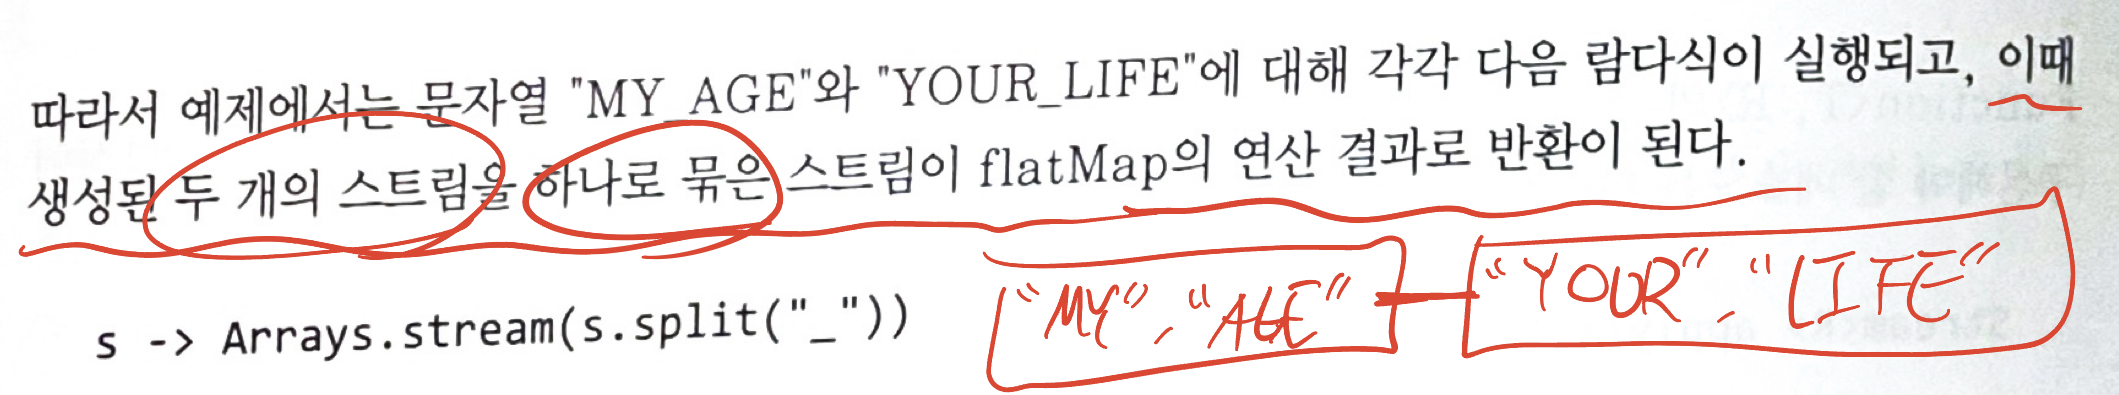 따라서 예제에서는 문자열 "MY_AGE"와 "YOUR_LIFE"에 대해 각각 다음 람다식이 실행되고, 이때
생성된 두 개의 스트림을 하나로 묶은 스트림이 flatMap의 연산 결과로 반환이 된다.
s -> Arrays.stream(s.split("_"))
"MY", "AGE" "YOUR", "LIFE"